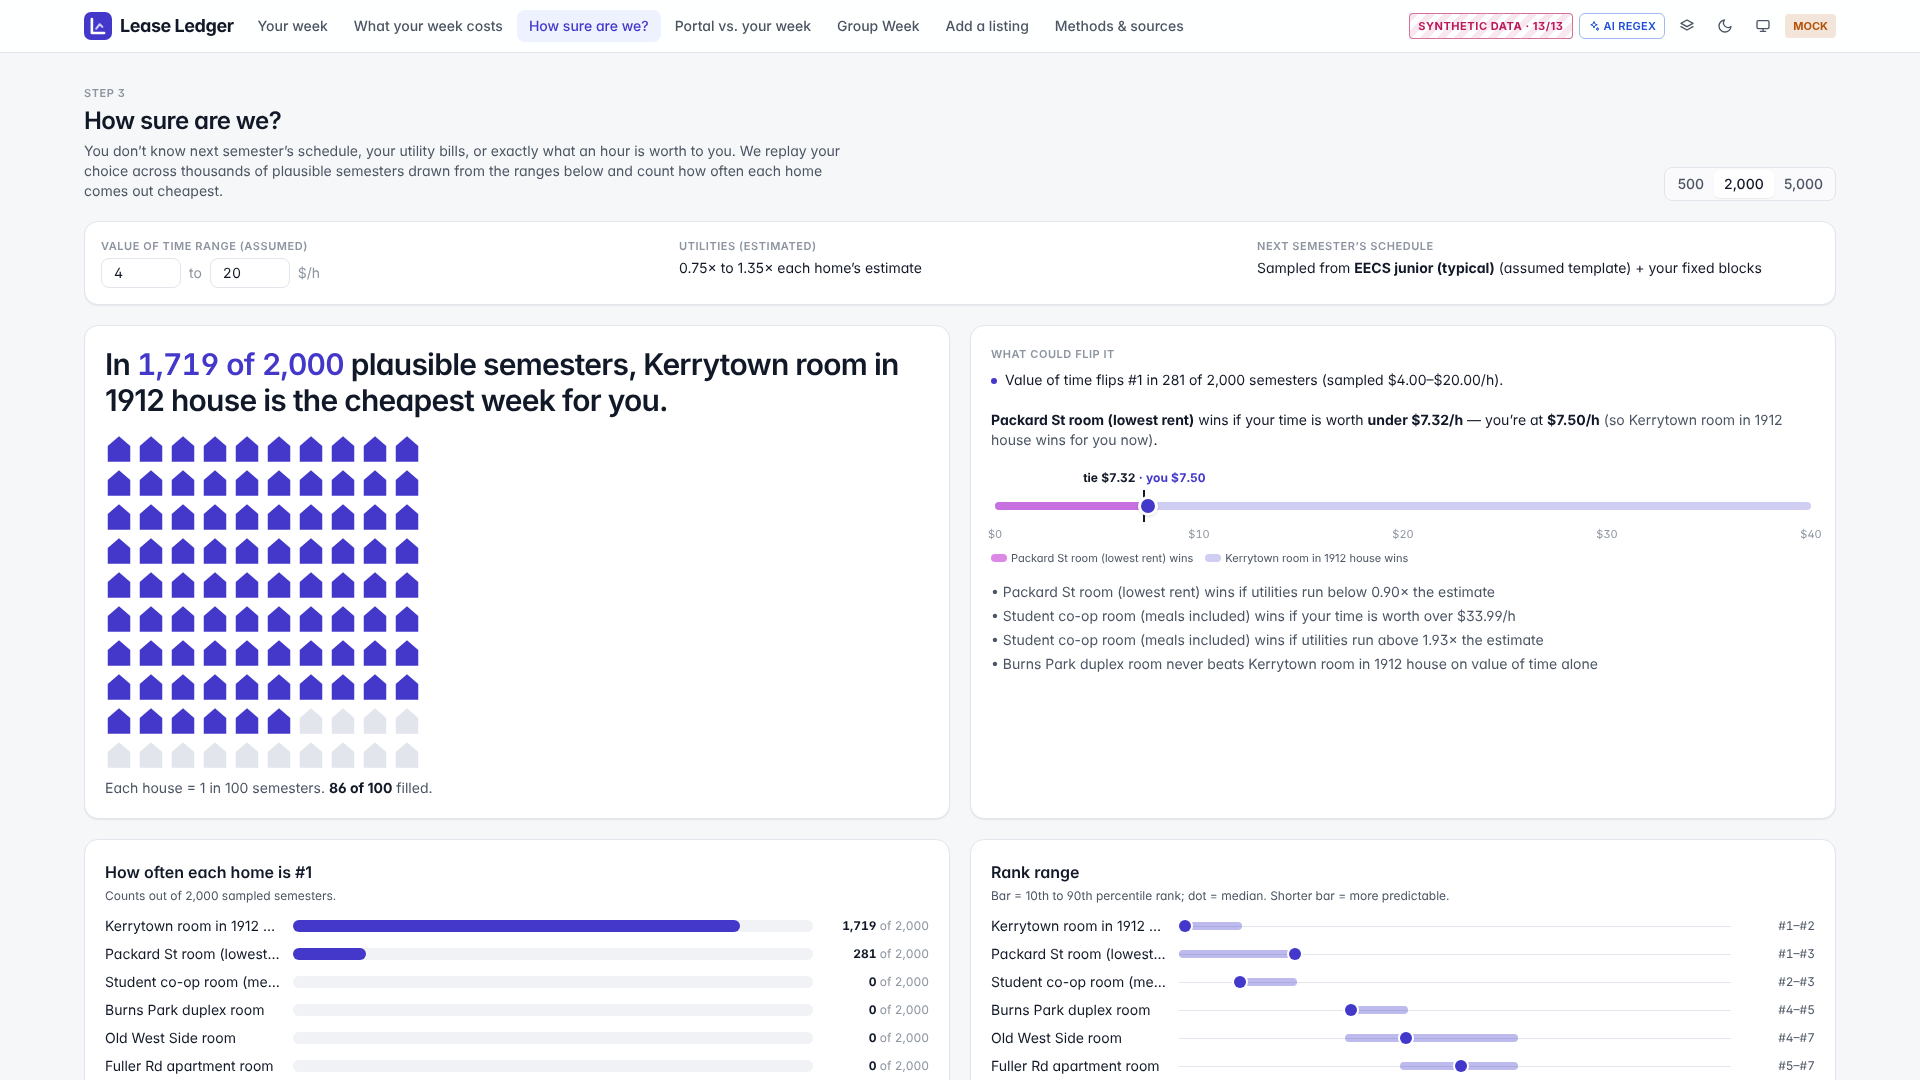 Lease Ledger
Your week
What your week costs
How sure are we?
Portal vs. your week
Group Week
Add a listing
Methods & sources
SYNTHETIC DATA · 13/13
AI REGEX
MOCK
STEP 3
How sure are we?
You don’t know next semester’s schedule, your utility bills, or exactly what an hour is worth to you. We replay your
choice across thousands of plausible semesters drawn from the ranges below and count how often each home
comes out cheapest.
500
2,000
5,000
VALUE OF TIME RANGE (ASSUMED)
4 to 20 $/h
UTILITIES (ESTIMATED)
0.75× to 1.35× each home’s estimate
NEXT SEMESTER’S SCHEDULE
Sampled from EECS junior (typical) (assumed template) + your fixed blocks
In 1,719 of 2,000 plausible semesters, Kerrytown room in
1912 house is the cheapest week for you.
Each house = 1 in 100 semesters. 86 of 100 filled.
WHAT COULD FLIP IT
Value of time flips #1 in 281 of 2,000 semesters (sampled $4.00–$20.00/h).
Packard St room (lowest rent) wins if your time is worth under $7.32/h — you’re at $7.50/h (so Kerrytown room in 1912
house wins for you now).
tie $7.32 · you $7.50
$0 $10 $20 $30 $40
Packard St room (lowest rent) wins
Kerrytown room in 1912 house wins
• Packard St room (lowest rent) wins if utilities run below 0.90× the estimate
• Student co-op room (meals included) wins if your time is worth over $33.99/h
• Student co-op room (meals included) wins if utilities run above 1.93× the estimate
• Burns Park duplex room never beats Kerrytown room in 1912 house on value of time alone
How often each home is #1
Counts out of 2,000 sampled semesters.
Kerrytown room in 1912 ... 1,719 of 2,000
Packard St room (lowest... 281 of 2,000
Student co-op room (me... 0 of 2,000
Burns Park duplex room 0 of 2,000
Old West Side room 0 of 2,000
Fuller Rd apartment room 0 of 2,000
Rank range
Bar = 10th to 90th percentile rank; dot = median. Shorter bar = more predictable.
Kerrytown room in 1912 ... #1–#2
Packard St room (lowest... #1–#3
Student co-op room (me... #2–#3
Burns Park duplex room #4–#5
Old West Side room #4–#7
Fuller Rd apartment room #5–#7